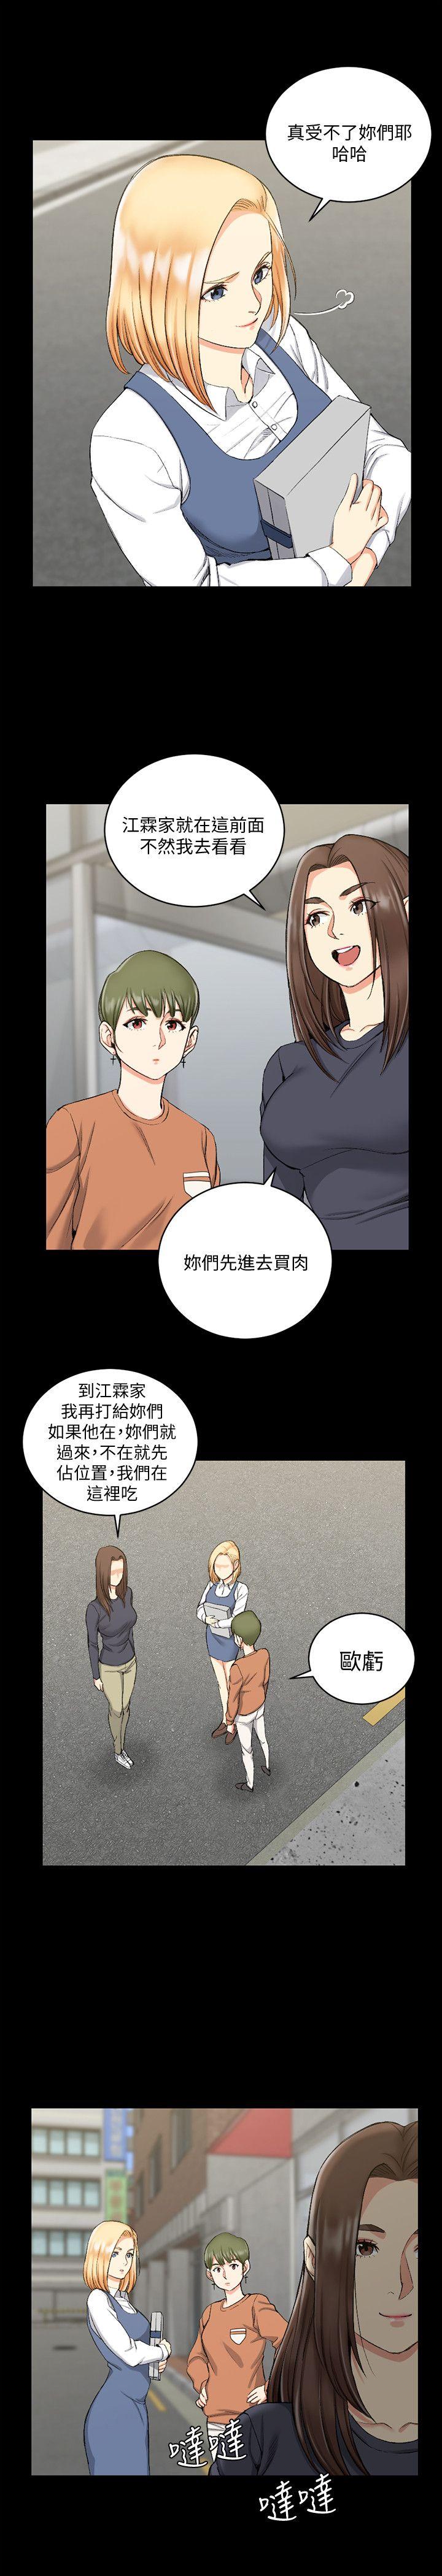 真受不了妳們耶
哈哈
江霖家就在這前面
不然我去看看
妳們先進去買肉
到江霖家
我再打給妳們
如果他在，妳們就
過來，不在就先
佔位置，我們在
這裡吃
歐虧
噠噠
噠噠